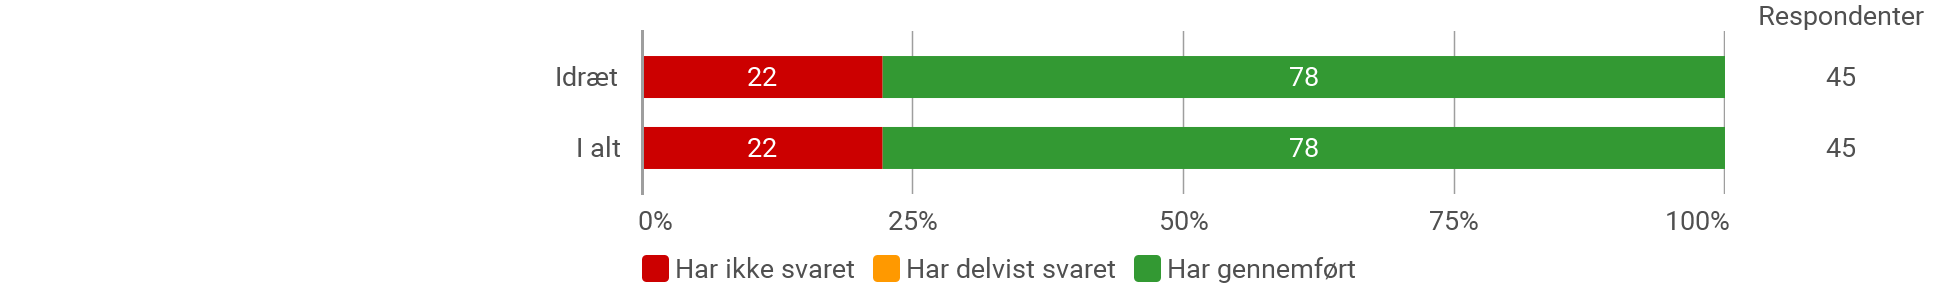 Respondenter
Idræt 22 78 45
I alt 22 78 45
0% 25% 50% 75% 100%
Har ikke svaret Har delvist svaret Har gennemført